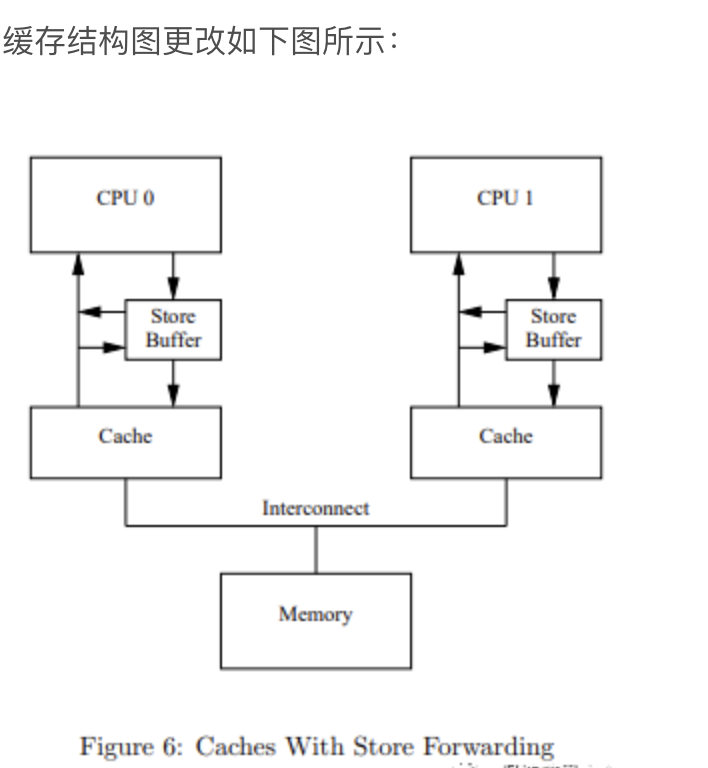 缓存结构图更改如下图所示：
CPU 0
CPU 1
Store
Buffer
Store
Buffer
Cache
Cache
Interconnect
Memory
Figure 6: Caches With Store Forwarding